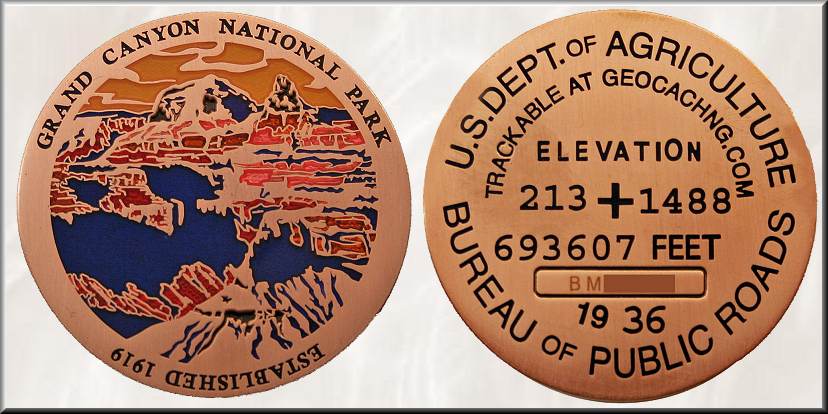 GRAND CANYON NATIONAL PARK
ESTABLISHED 1919
U.S. DEPT. OF AGRICULTURE
TRACKABLE AT GEOCACHNG.COM
ELEVATION
213 + 1488
693607 FEET
BM
19 36
BUREAU OF PUBLIC ROADS